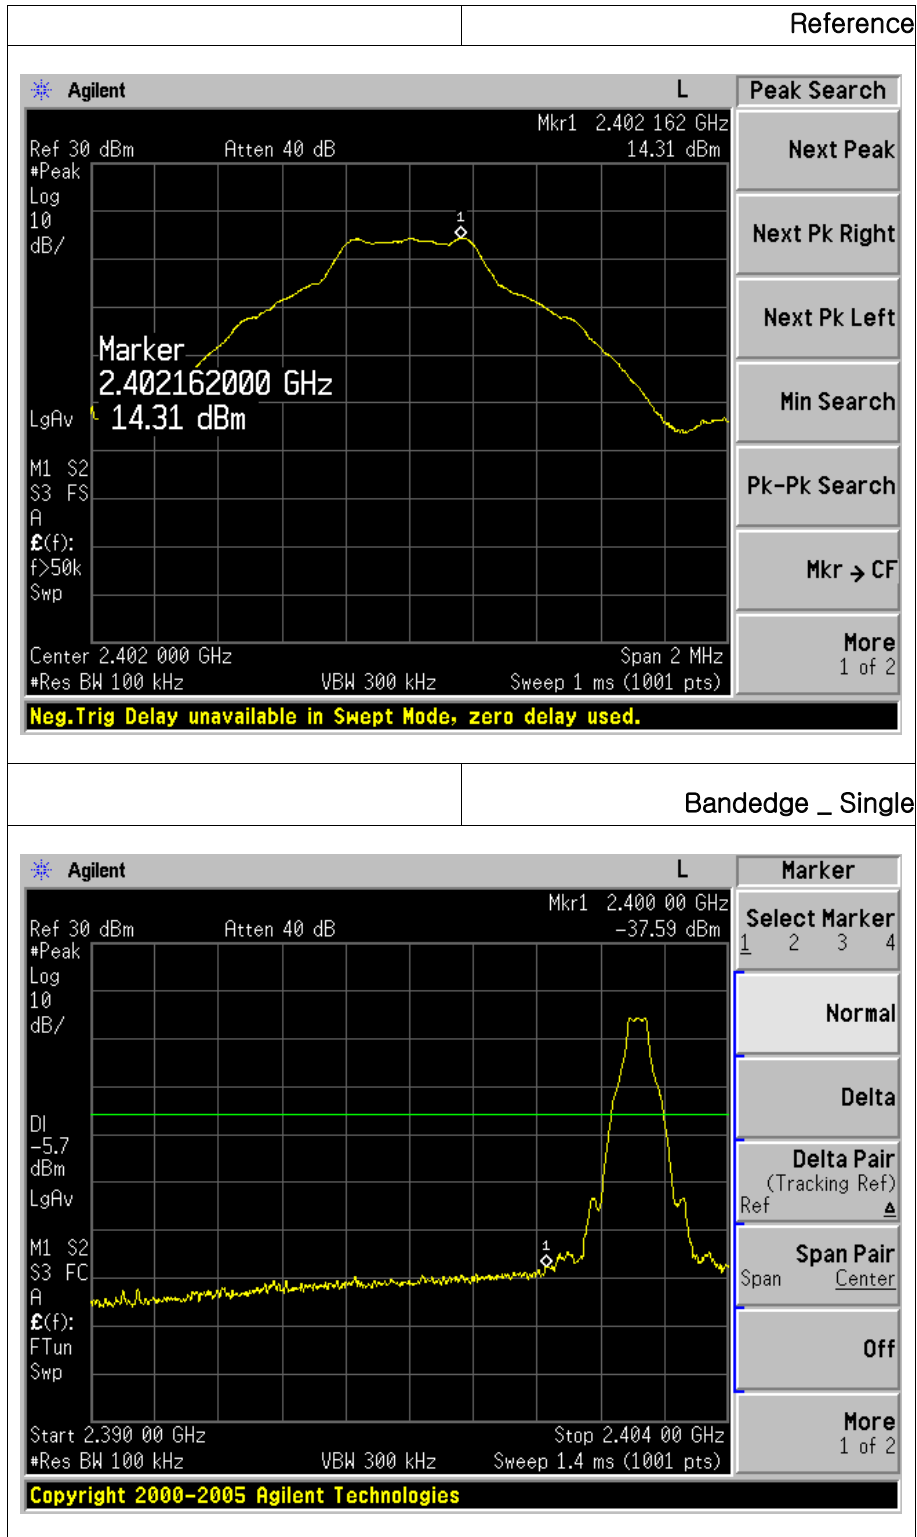 Reference
Agilent L Peak Search
Mkr1 2.402 162 GHz
Ref 30 dBm Atten 40 dB 14.31 dBm
#Peak
Log
10
dB/
1
Marker
2.402162000 GHz
14.31 dBm
LgAv
M1 S2
S3 FS
A
£(f):
f>50k
Swp
Center 2.402 000 GHz Span 2 MHz
#Res BW 100 kHz VBW 300 kHz Sweep 1 ms (1001 pts)
Neg.Trig Delay unavailable in Swept Mode, zero delay used.
Next Peak
Next Pk Right
Next Pk Left
Min Search
Pk-Pk Search
Mkr → CF
More
1 of 2
Bandedge _ Single
Agilent L Marker
Mkr1 2.400 00 GHz
Ref 30 dBm Atten 40 dB -37.59 dBm
#Peak
Log
10
dB/
DI
-5.7
dBm
LgAv
1
M1 S2
S3 FC
A
£(f):
FTun
Swp
Start 2.390 00 GHz Stop 2.404 00 GHz
#Res BW 100 kHz VBW 300 kHz Sweep 1.4 ms (1001 pts)
Copyright 2000-2005 Agilent Technologies
Select Marker
1 2 3 4
Normal
Delta
Delta Pair
(Tracking Ref)
Ref Δ
Span Pair
Span Center
Off
More
1 of 2